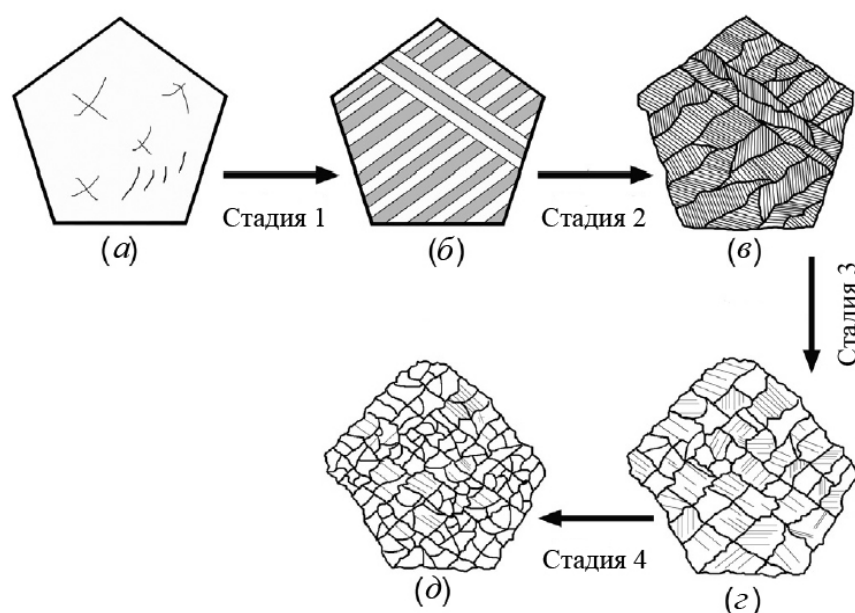 Стадия 1
Стадия 2
(а)
(б)
(в)
Стадия 3
Стадия 4
(д)
(г)